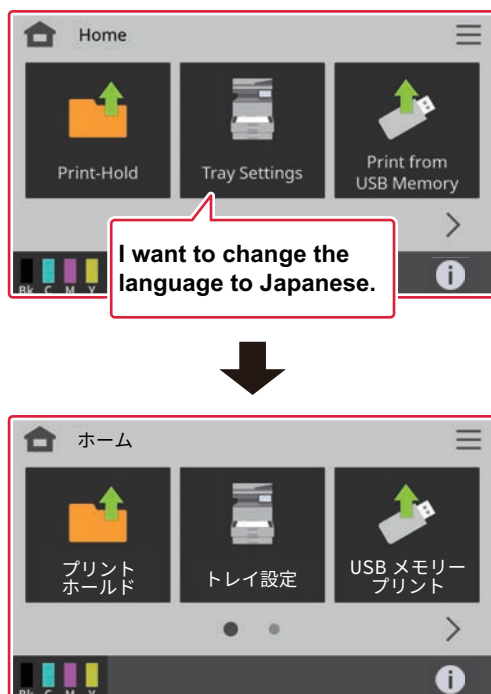 Home
Print-Hold
Tray Settings
Print from
USB Memory
I want to change the
language to Japanese.
Bk C M Y
i
ホーム
プリント
ホールド
トレイ設定
USB メモリー
プリント
Bk C M Y
i